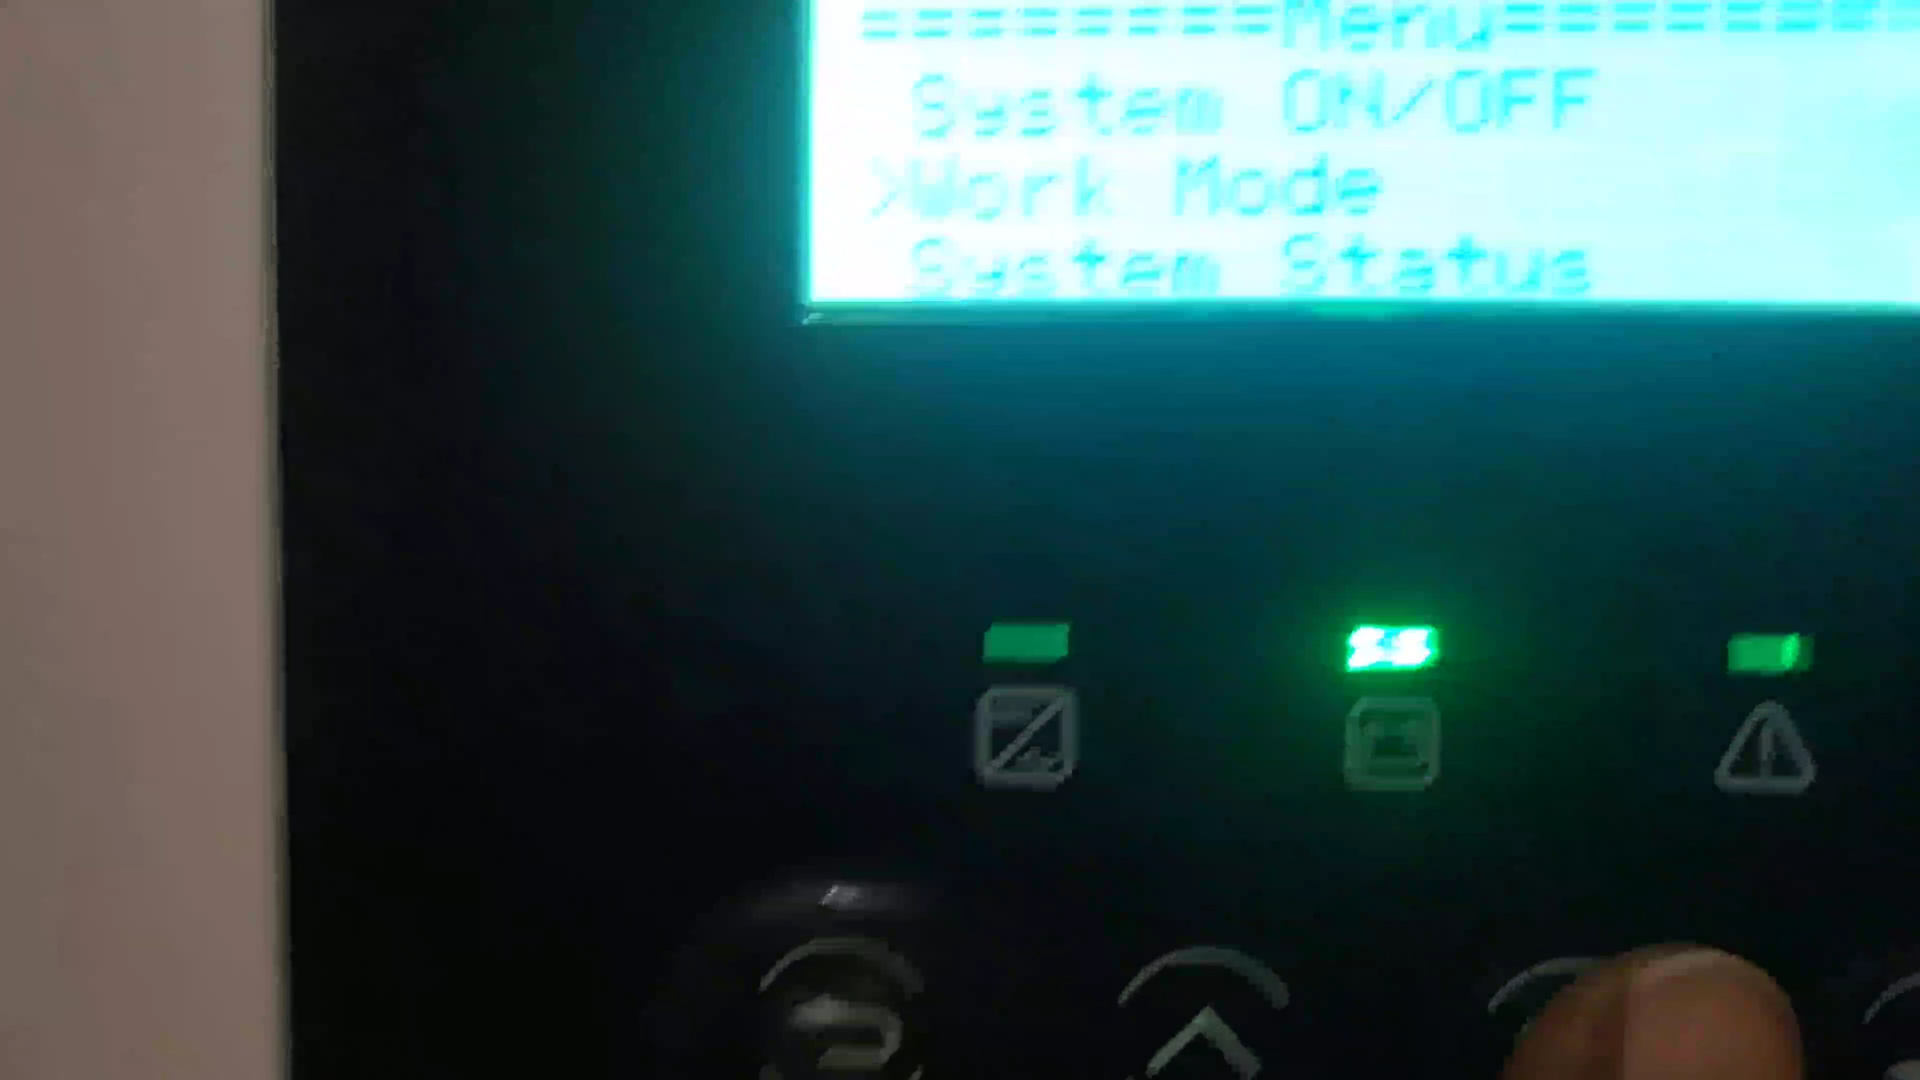 ========Menu========
System ON/OFF
>Work Mode
System Status